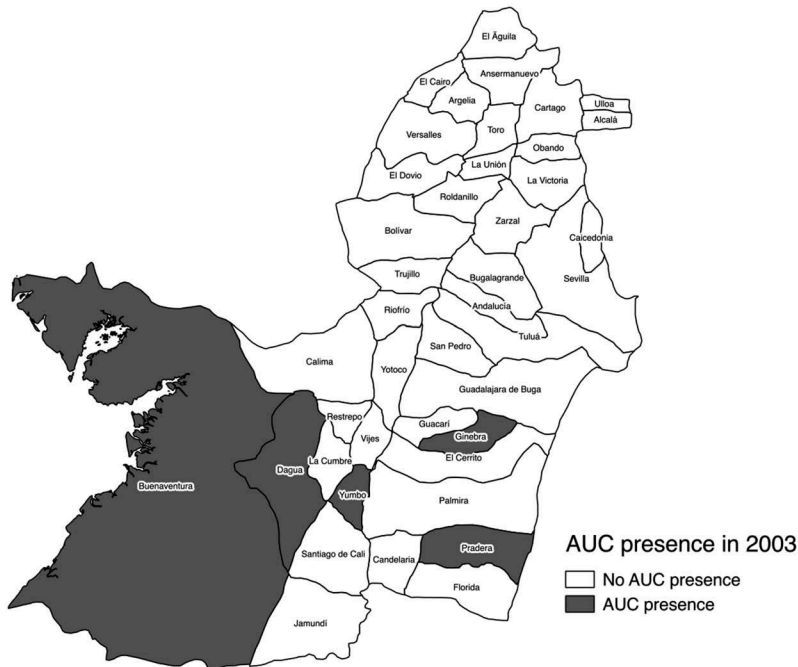 El Águila
Ansermanuevo
El Cairo
Argelia
Cartago
Ulloa
Alcalá
Versalles
Toro
Obando
La Unión
El Dovio
La Victoria
Roldanillo
Zarzal
Bolívar
Caicedonia
Trujillo
Bugalagrande
Sevilla
Riofrío
Andalucía
Tuluá
San Pedro
Calima
Yotoco
Guadalajara de Buga
Restrepo
Guacarí
Vijes
Ginebra
El Cerrito
La Cumbre
Dagua
Buenaventura
Yumbo
Palmira
Santiago de Cali
Candelaria
Pradera
Florida
Jamundí
AUC presence in 2003
No AUC presence
AUC presence